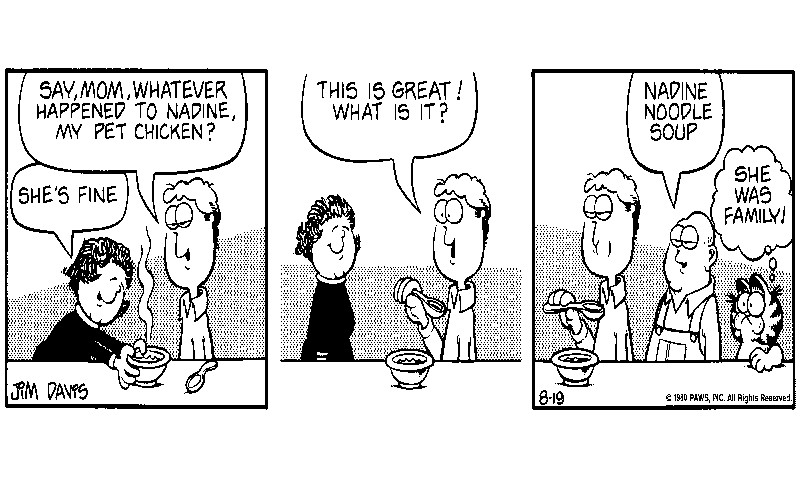 SAY, MOM, WHATEVER
HAPPENED TO NADINE,
MY PET CHICKEN?
SHE'S FINE
JIM DAVIS
THIS IS GREAT!
WHAT IS IT?
NADINE
NOODLE
SOUP
SHE
WAS
FAMILY!
8-19
© 1990 PAWS, INC. All Rights Reserved.